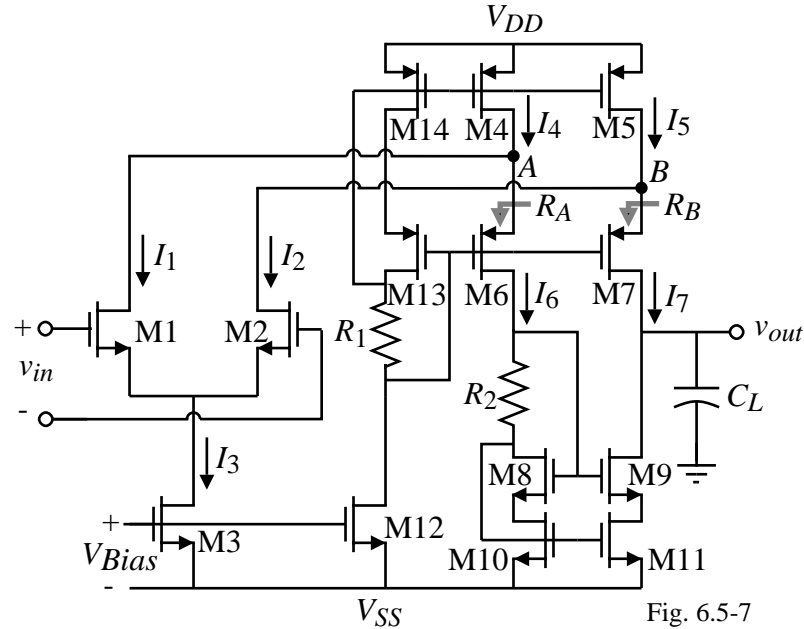 V_DD
M14 M4 I_4 M5 I_5
A B
R_A R_B
I_1 I_2
M13 M6 I_6 M7 I_7
+ M1 M2 R_1 v_out
v_in
- R_2 C_L
I_3 M8 M9
+ M3 M12
V_Bias M10 M11
-
V_SS Fig. 6.5-7